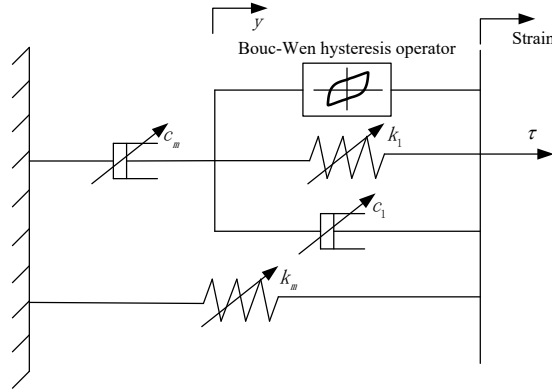 y
Strain
Bouc-Wen hysteresis operator
c_m
k_1
τ
c_1
k_m